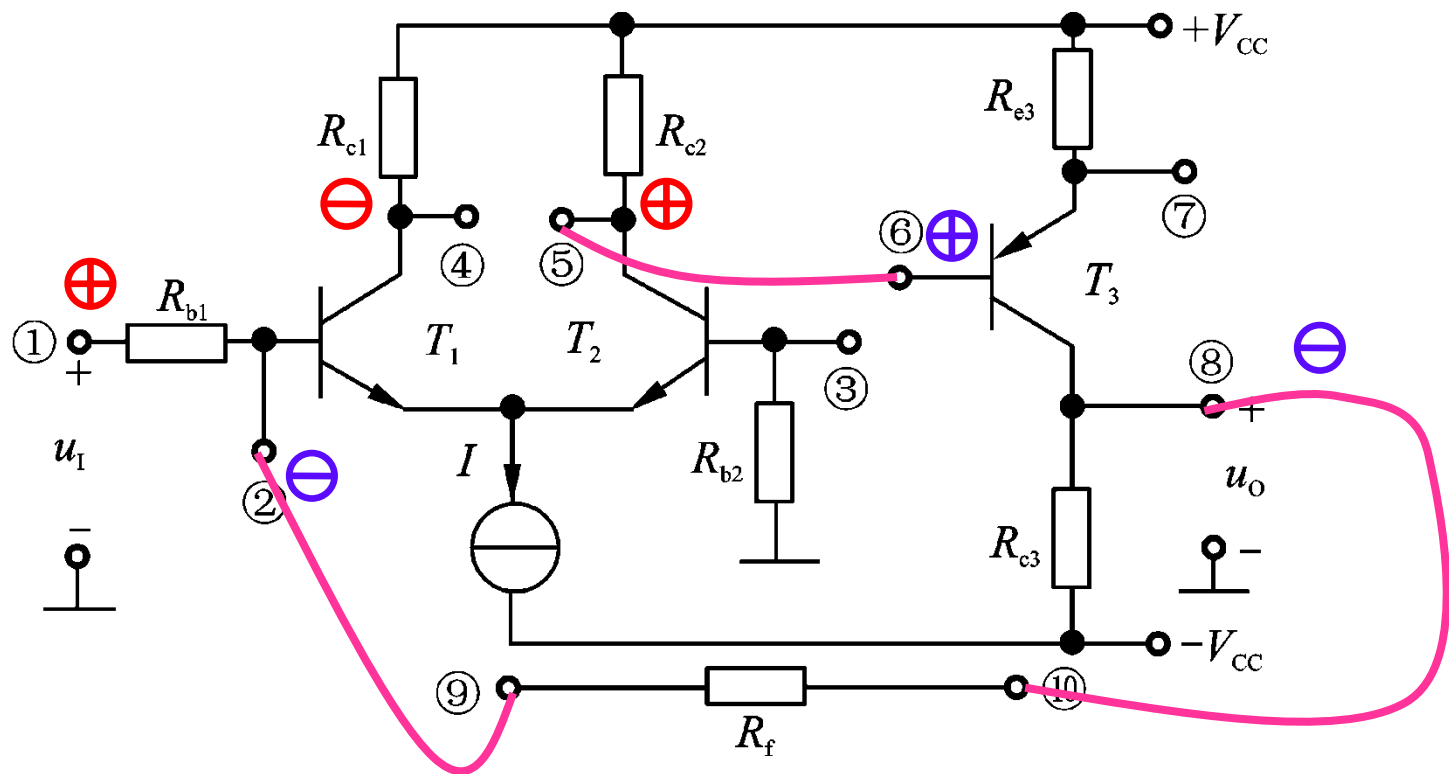 +VCC
Rc1
Rc2
Re3
④
⑤
⑥
⑦
①
+
Rb1
T1
T2
③
T3
⑧
+
uI
②
I
Rb2
Rc3
uO
−
−
−VCC
⑨
Rf
⑩